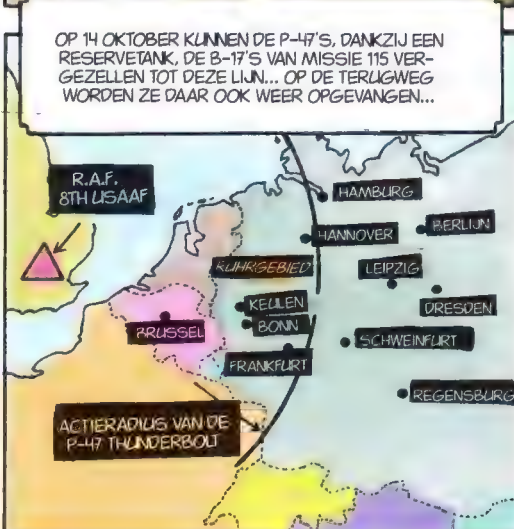 OP 14 OKTOBER KUNNEN DE P-47'S, DANKZIJ EEN
RESERVETANK, DE B-17'S VAN MISSIE 115 VER-
GEZELLEN TOT DEZE LIJN... OP DE TERUGWEG
WORDEN ZE DAAR OOK WEER OPGEVANGEN...
R.A.F.
8TH USAAF
HAMBURG
HANNOVER
BERLIJN
RUHRGEBIED
LEIPZIG
KEULEN
DRESDEN
BRUSSEL
BONN
SCHWEINFURT
FRANKFURT
REGENSBURG
ACTIERADIUS VAN DE
P-47 THUNDERBOLT